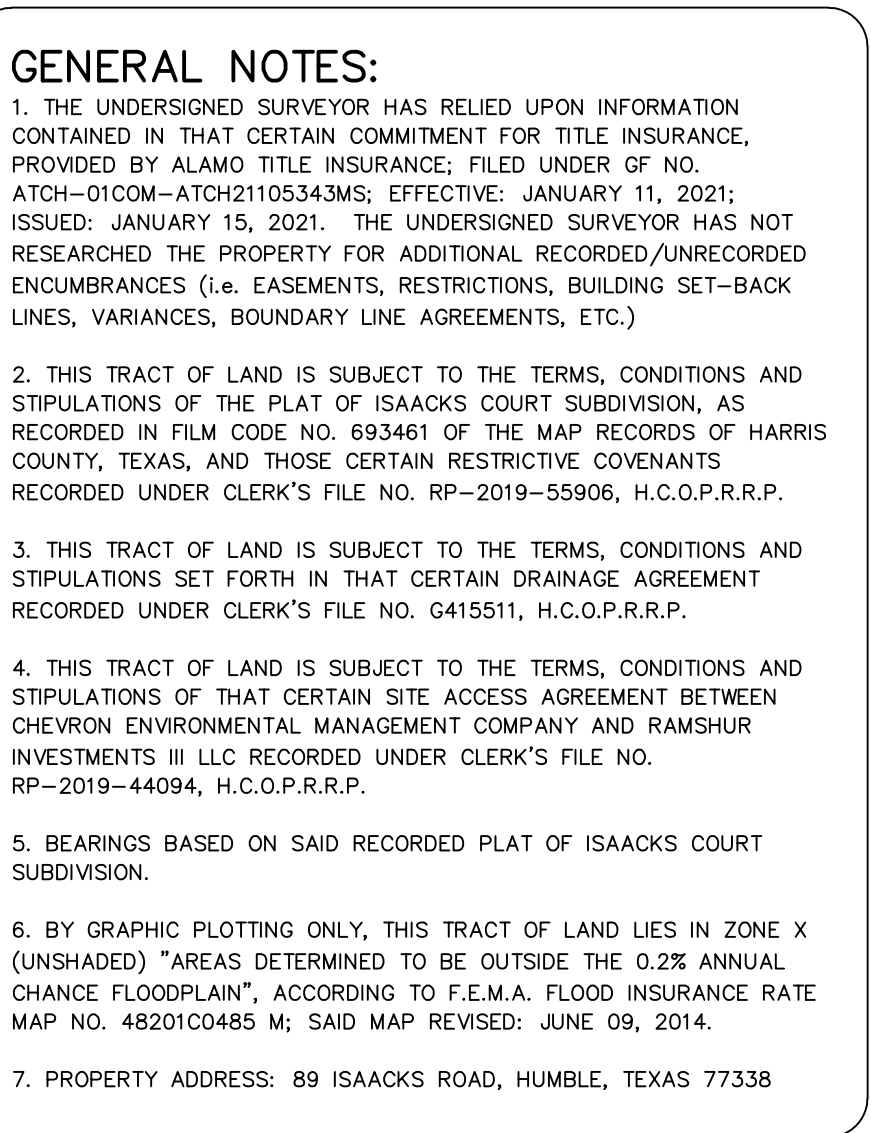 GENERAL NOTES:
1. THE UNDERSIGNED SURVEYOR HAS RELIED UPON INFORMATION
CONTAINED IN THAT CERTAIN COMMITMENT FOR TITLE INSURANCE,
PROVIDED BY ALAMO TITLE INSURANCE; FILED UNDER GF NO.
ATCH-01COM-ATCH21105343MS; EFFECTIVE: JANUARY 11, 2021;
ISSUED: JANUARY 15, 2021. THE UNDERSIGNED SURVEYOR HAS NOT
RESEARCHED THE PROPERTY FOR ADDITIONAL RECORDED/UNRECORDED
ENCUMBRANCES (i.e. EASEMENTS, RESTRICTIONS, BUILDING SET-BACK
LINES, VARIANCES, BOUNDARY LINE AGREEMENTS, ETC.)
2. THIS TRACT OF LAND IS SUBJECT TO THE TERMS, CONDITIONS AND
STIPULATIONS OF THE PLAT OF ISAACKS COURT SUBDIVISION, AS
RECORDED IN FILM CODE NO. 693461 OF THE MAP RECORDS OF HARRIS
COUNTY, TEXAS, AND THOSE CERTAIN RESTRICTIVE COVENANTS
RECORDED UNDER CLERK'S FILE NO. RP-2019-55906, H.C.O.P.R.R.P.
3. THIS TRACT OF LAND IS SUBJECT TO THE TERMS, CONDITIONS AND
STIPULATIONS SET FORTH IN THAT CERTAIN DRAINAGE AGREEMENT
RECORDED UNDER CLERK'S FILE NO. G415511, H.C.O.P.R.R.P.
4. THIS TRACT OF LAND IS SUBJECT TO THE TERMS, CONDITIONS AND
STIPULATIONS OF THAT CERTAIN SITE ACCESS AGREEMENT BETWEEN
CHEVRON ENVIRONMENTAL MANAGEMENT COMPANY AND RAMSHUR
INVESTMENTS III LLC RECORDED UNDER CLERK'S FILE NO.
RP-2019-44094, H.C.O.P.R.R.P.
5. BEARINGS BASED ON SAID RECORDED PLAT OF ISAACKS COURT
SUBDIVISION.
6. BY GRAPHIC PLOTTING ONLY, THIS TRACT OF LAND LIES IN ZONE X
(UNSHADED) "AREAS DETERMINED TO BE OUTSIDE THE 0.2% ANNUAL
CHANCE FLOODPLAIN", ACCORDING TO F.E.M.A. FLOOD INSURANCE RATE
MAP NO. 48201C0485 M; SAID MAP REVISED: JUNE 09, 2014.
7. PROPERTY ADDRESS: 89 ISAACKS ROAD, HUMBLE, TEXAS 77338